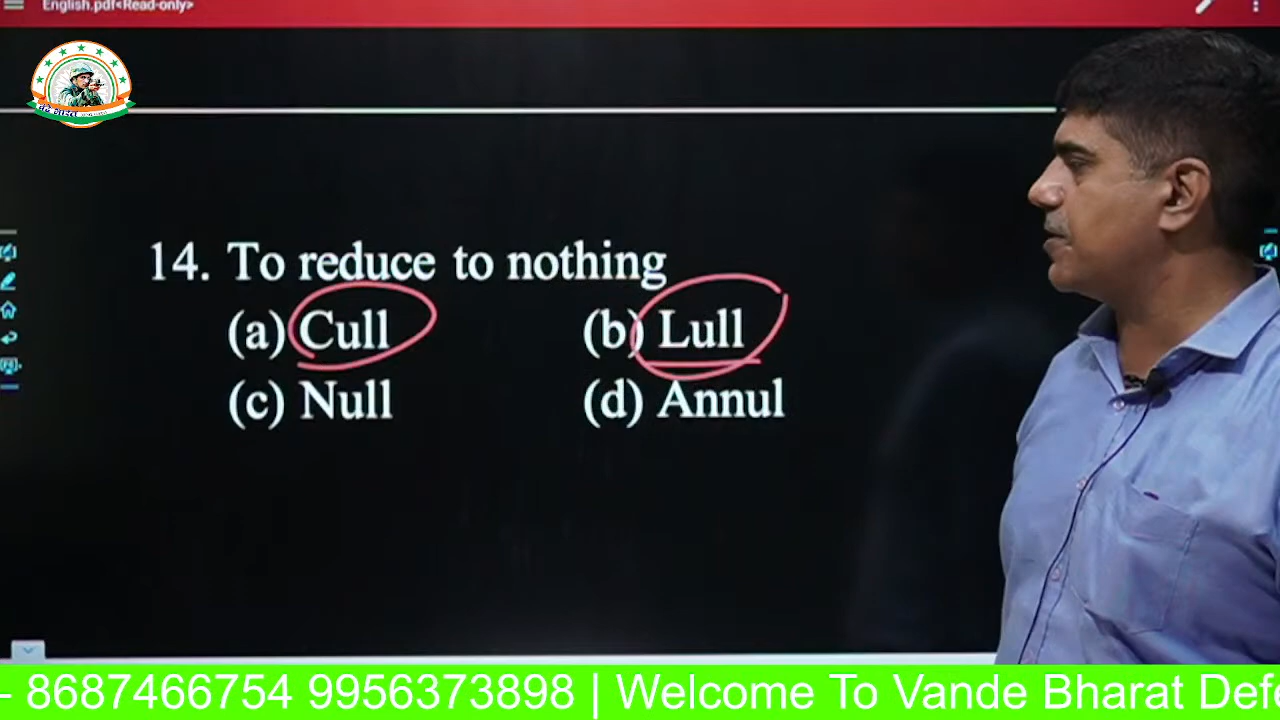 English.pdf<Read-only>
वंदे भारत
14. To reduce to nothing
(a) Cull (b) Lull
(c) Null (d) Annul
- 8687466754 9956373898 | Welcome To Vande Bharat Defe